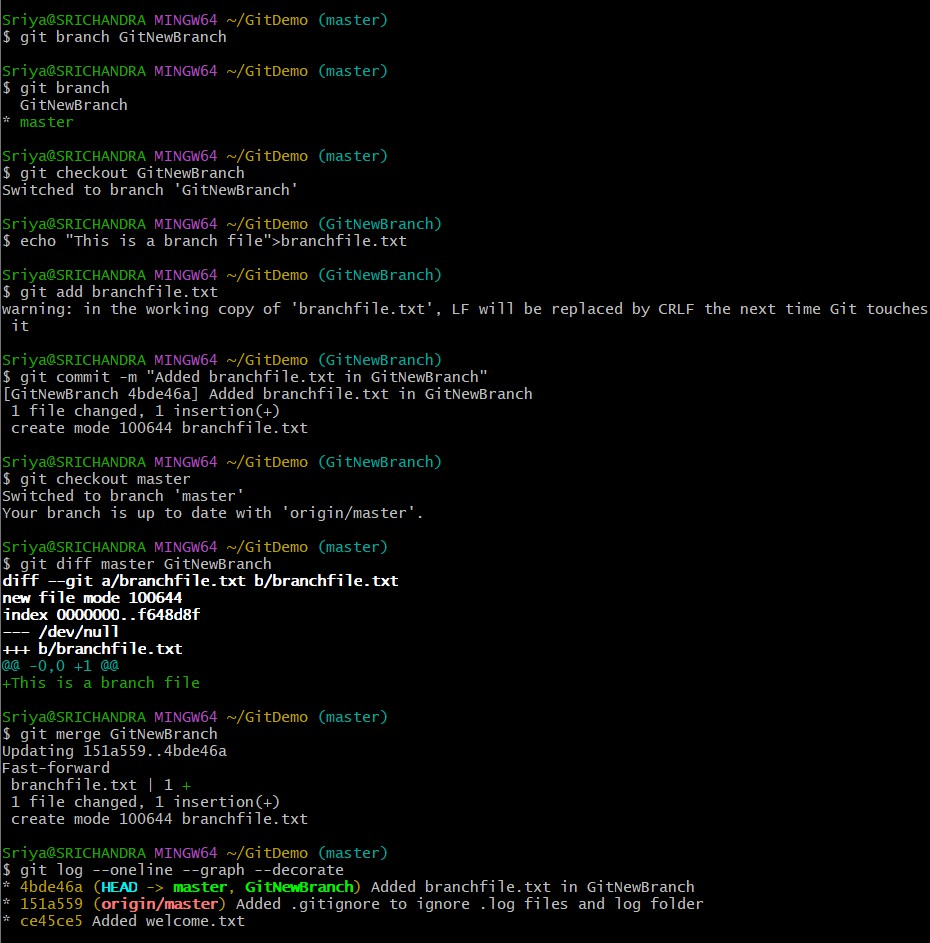 Sriya@SRICHANDRA MINGW64 ~/GitDemo (master)
$ git branch GitNewBranch
Sriya@SRICHANDRA MINGW64 ~/GitDemo (master)
$ git branch
  GitNewBranch
* master
Sriya@SRICHANDRA MINGW64 ~/GitDemo (master)
$ git checkout GitNewBranch
Switched to branch 'GitNewBranch'
Sriya@SRICHANDRA MINGW64 ~/GitDemo (GitNewBranch)
$ echo "This is a branch file">branchfile.txt
Sriya@SRICHANDRA MINGW64 ~/GitDemo (GitNewBranch)
$ git add branchfile.txt
warning: in the working copy of 'branchfile.txt', LF will be replaced by CRLF the next time Git touches
 it
Sriya@SRICHANDRA MINGW64 ~/GitDemo (GitNewBranch)
$ git commit -m "Added branchfile.txt in GitNewBranch"
[GitNewBranch 4bde46a] Added branchfile.txt in GitNewBranch
 1 file changed, 1 insertion(+)
 create mode 100644 branchfile.txt
Sriya@SRICHANDRA MINGW64 ~/GitDemo (GitNewBranch)
$ git checkout master
Switched to branch 'master'
Your branch is up to date with 'origin/master'.
Sriya@SRICHANDRA MINGW64 ~/GitDemo (master)
$ git diff master GitNewBranch
diff --git a/branchfile.txt b/branchfile.txt
new file mode 100644
index 0000000..f648d8f
--- /dev/null
+++ b/branchfile.txt
@@ -0,0 +1 @@
+This is a branch file
Sriya@SRICHANDRA MINGW64 ~/GitDemo (master)
$ git merge GitNewBranch
Updating 151a559..4bde46a
Fast-forward
 branchfile.txt | 1 +
 1 file changed, 1 insertion(+)
 create mode 100644 branchfile.txt
Sriya@SRICHANDRA MINGW64 ~/GitDemo (master)
$ git log --oneline --graph --decorate
* 4bde46a (HEAD -> master, GitNewBranch) Added branchfile.txt in GitNewBranch
* 151a559 (origin/master) Added .gitignore to ignore .log files and log folder
* ce45ce5 Added welcome.txt